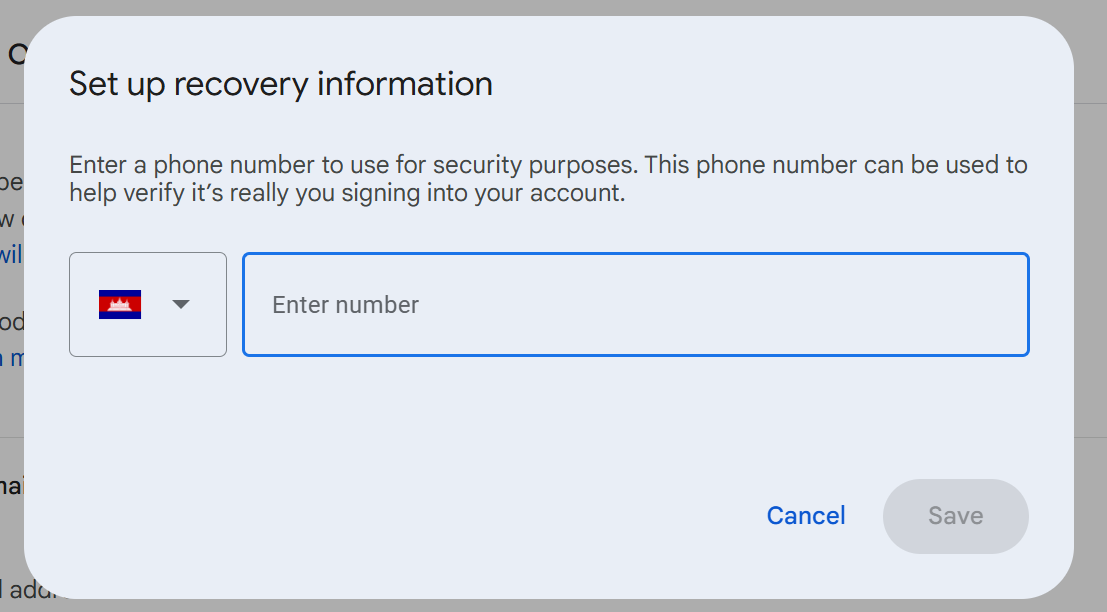 Set up recovery information
Enter a phone number to use for security purposes. This phone number can be used to
help verify it’s really you signing into your account.
Enter number
Cancel
Save